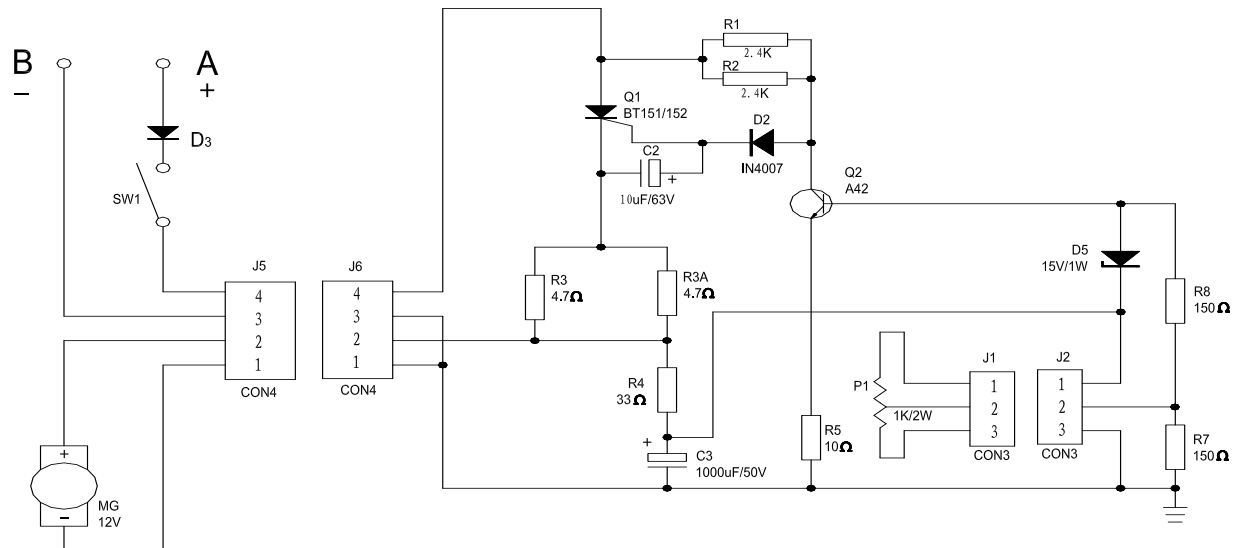 B
−
A
+
D3
SW1
J5
4
3
2
1
CON4
J6
4
3
2
1
CON4
+
MG
12V
−
Q1
BT151/152
R1
2.4K
R2
2.4K
D2
IN4007
C2
+
10uF/63V
Q2
A42
R3
4.7Ω
R3A
4.7Ω
R4
33Ω
+
C3
1000uF/50V
R5
10Ω
D5
15V/1W
R8
150Ω
P1
1K/2W
J1
1
2
3
CON3
J2
1
2
3
CON3
R7
150Ω